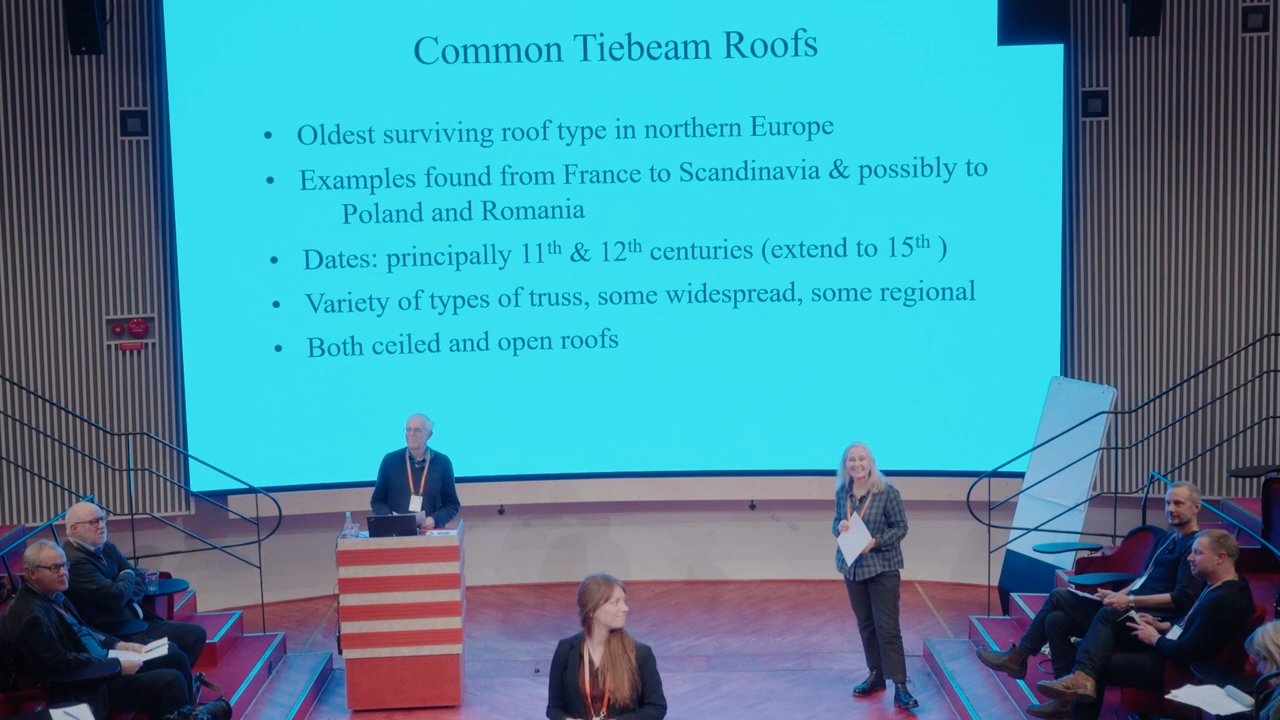 Common Tiebeam Roofs
• Oldest surviving roof type in northern Europe
• Examples found from France to Scandinavia & possibly to
Poland and Romania
• Dates: principally 11th & 12th centuries (extend to 15th )
• Variety of types of truss, some widespread, some regional
• Both ceiled and open roofs